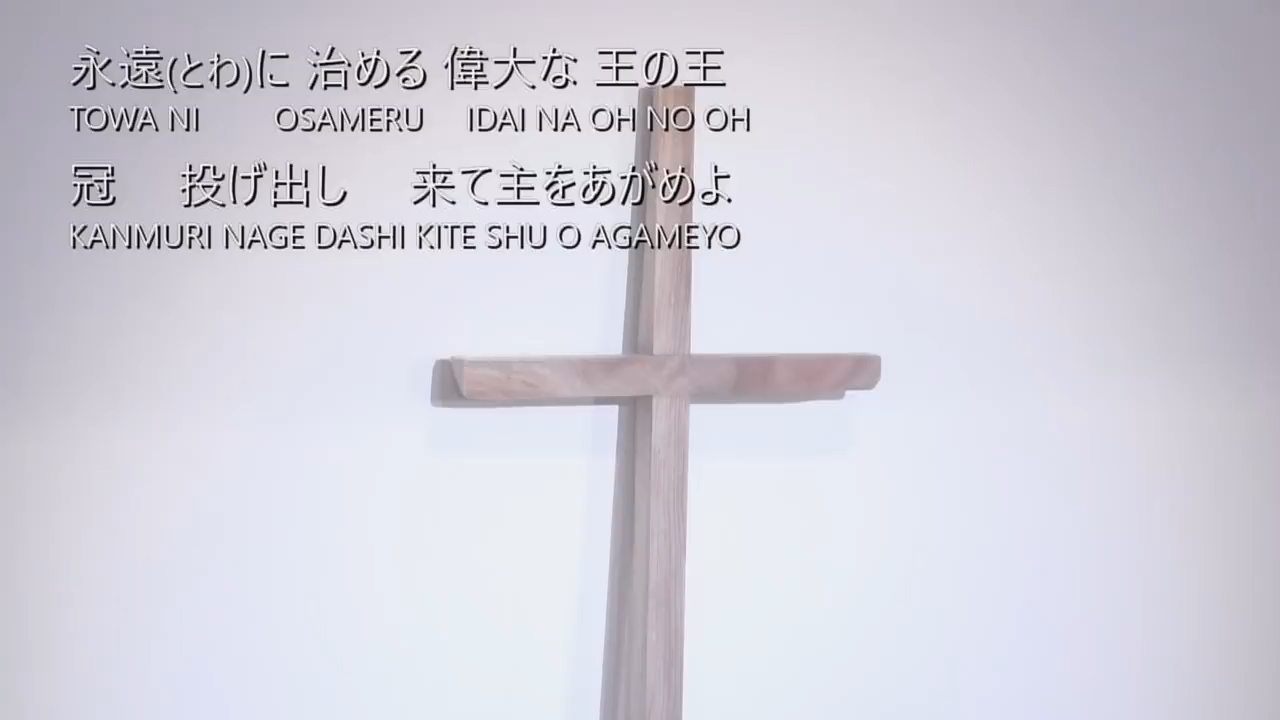 永遠(とわ)に 治める 偉大な 王の王
TOWA NI OSAMERU IDAI NA OH NO OH
冠 投げ出し 来て主をあがめよ
KANMURI NAGE DASHI KITE SHU O AGAMEYO